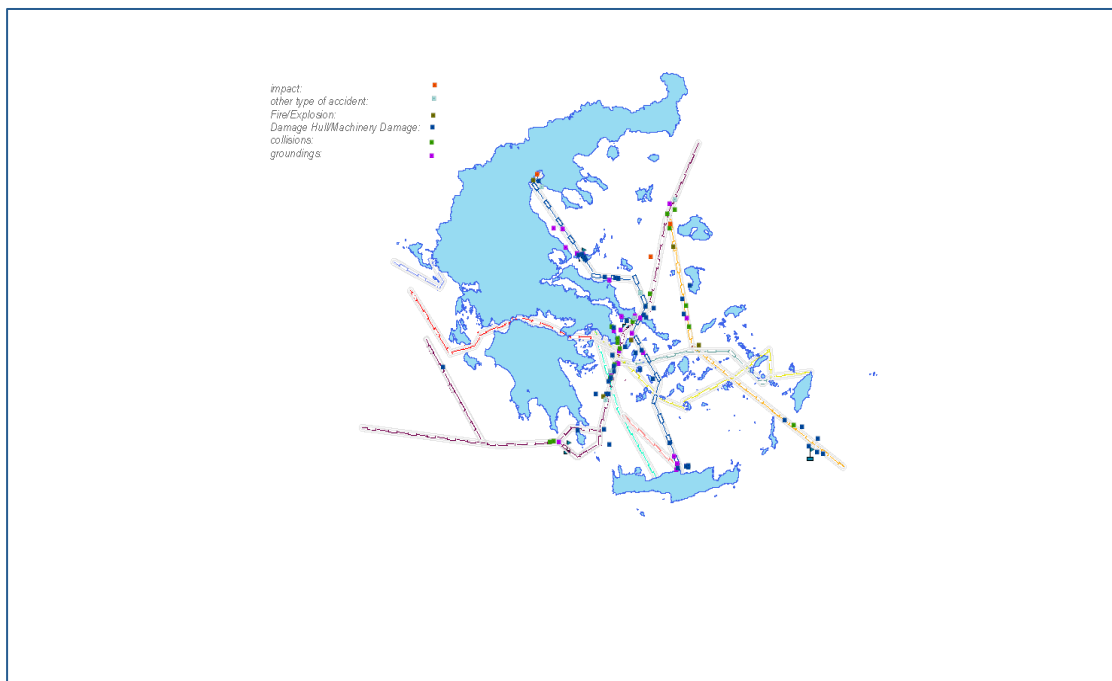 impact:
other type of accident:
Fire/Explosion:
Damage Hull/Machinery Damage:
collisions:
groundings: